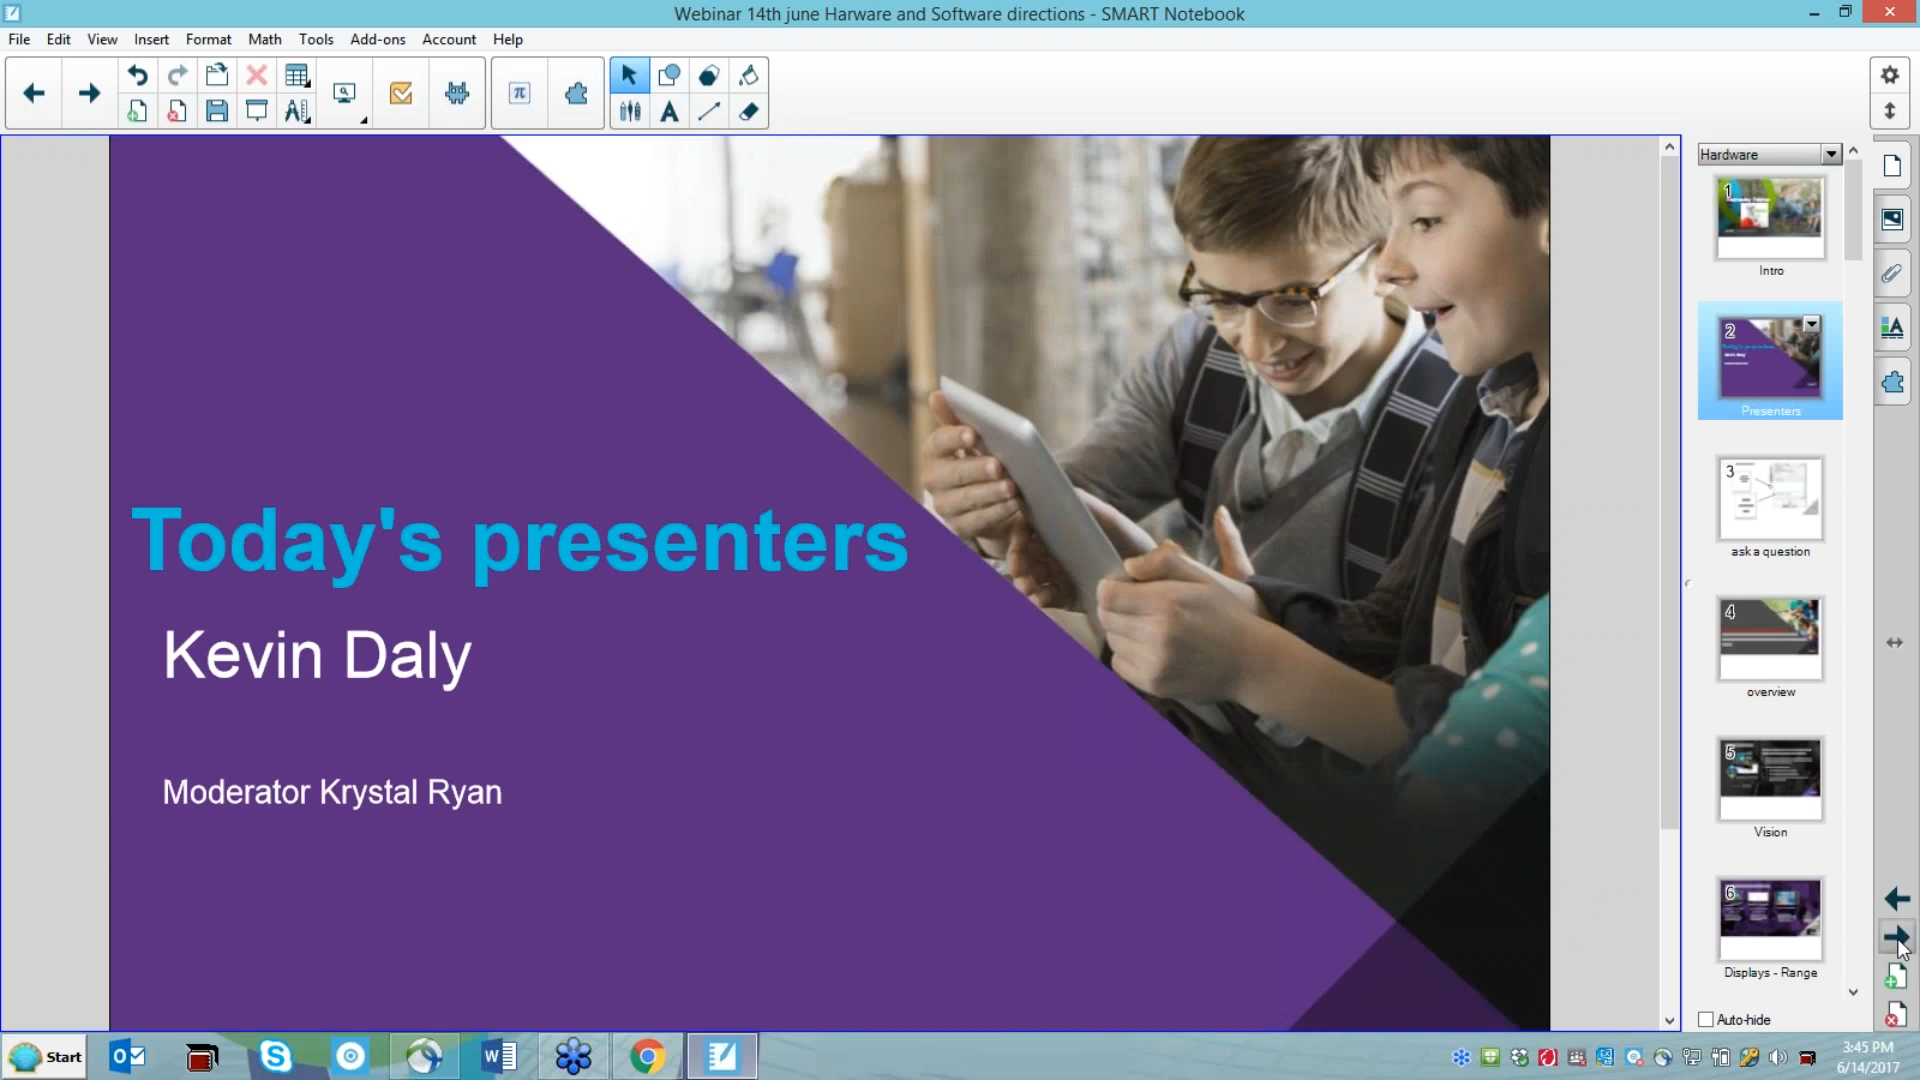 Webinar 14th june Harware and Software directions - SMART Notebook
File Edit View Insert Format Math Tools Add-ons Account Help
Hardware
1
Intro
2
Presenters
3
ask a question
4
overview
5
Vision
6
Displays - Range
Auto-hide
Today's presenters
Kevin Daly
Moderator Krystal Ryan
Start
3:45 PM
6/14/2017